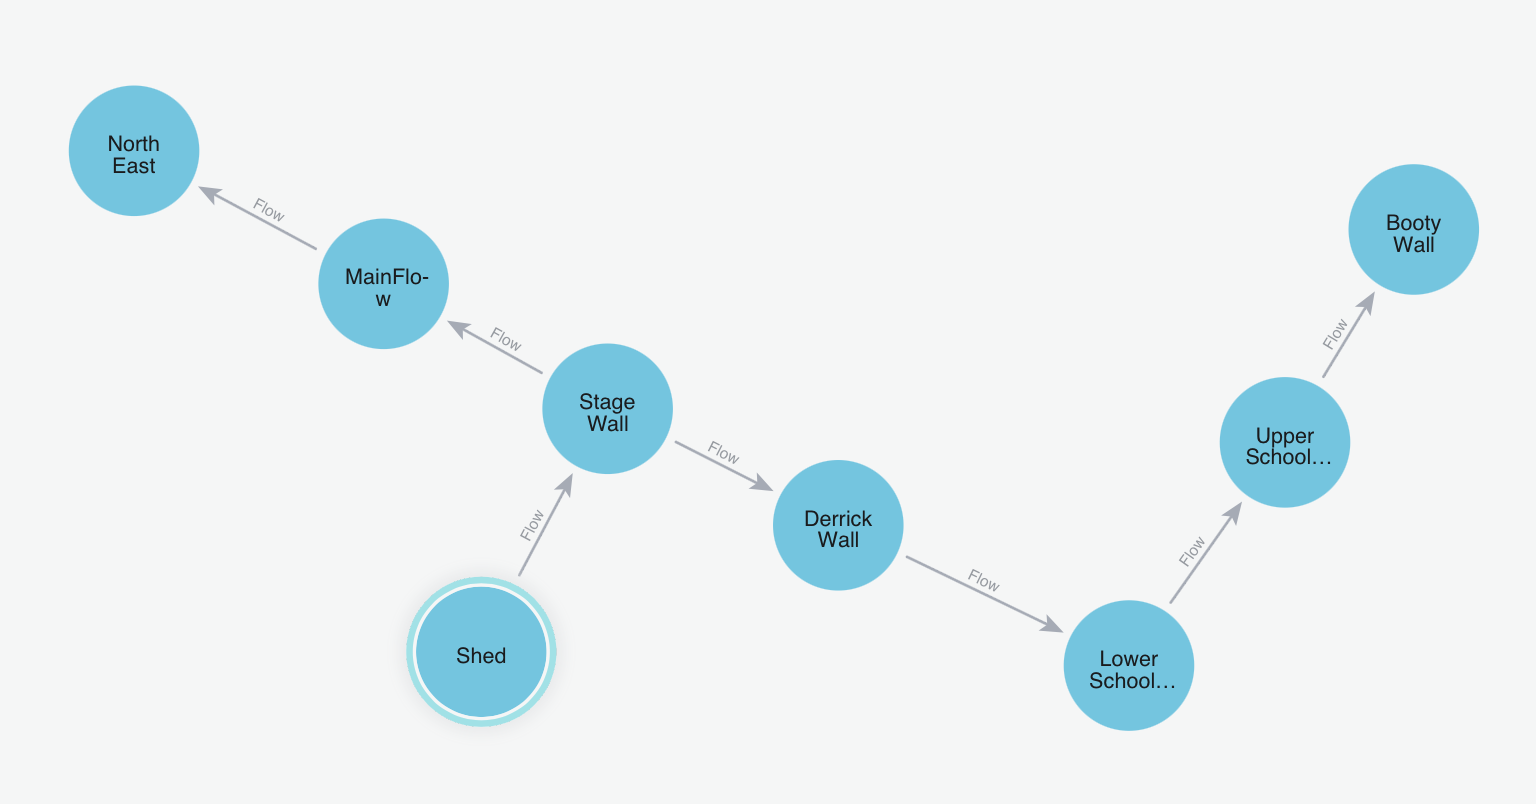 North
East
Flow
MainFlo-
w
Flow
Stage
Wall
Flow
Shed
Flow
Derrick
Wall
Flow
Lower
School...
Flow
Upper
School...
Flow
Booty
Wall